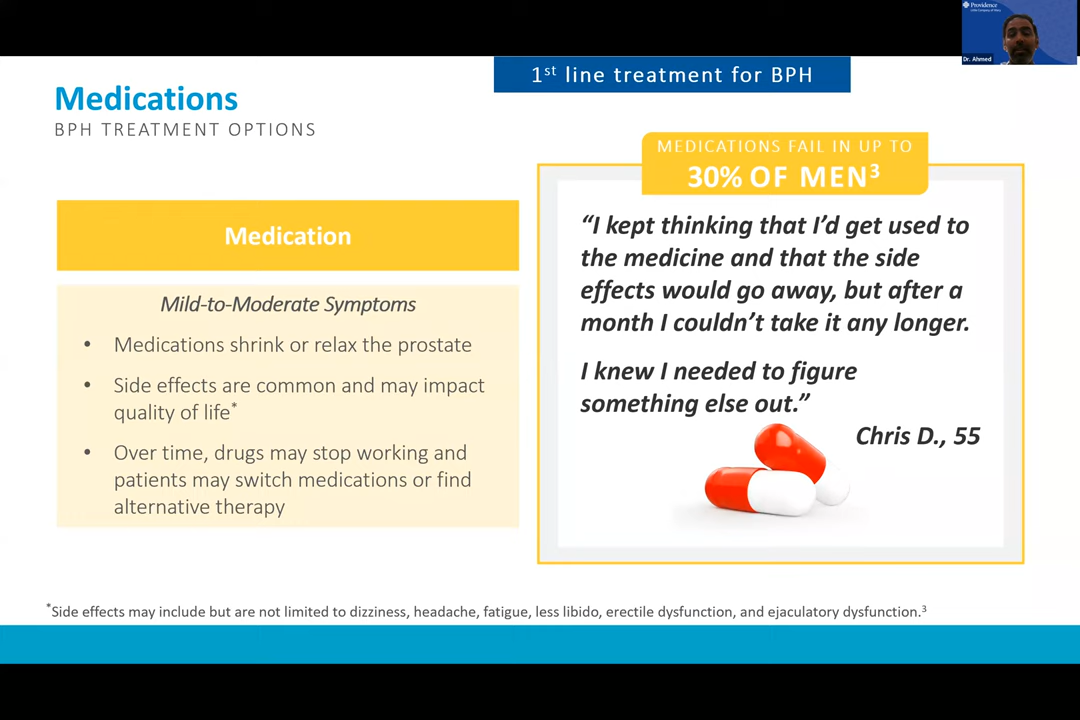 Providence
Dr. Ahmed
1st line treatment for BPH
Medications
BPH TREATMENT OPTIONS
MEDICATIONS FAIL IN UP TO
30% OF MEN3
Medication
Mild-to-Moderate Symptoms
• Medications shrink or relax the prostate
• Side effects are common and may impact
quality of life*
• Over time, drugs may stop working and
patients may switch medications or find
alternative therapy
“I kept thinking that I’d get used to
the medicine and that the side
effects would go away, but after a
month I couldn’t take it any longer.
I knew I needed to figure
something else out.”
Chris D., 55
*Side effects may include but are not limited to dizziness, headache, fatigue, less libido, erectile dysfunction, and ejaculatory dysfunction.3